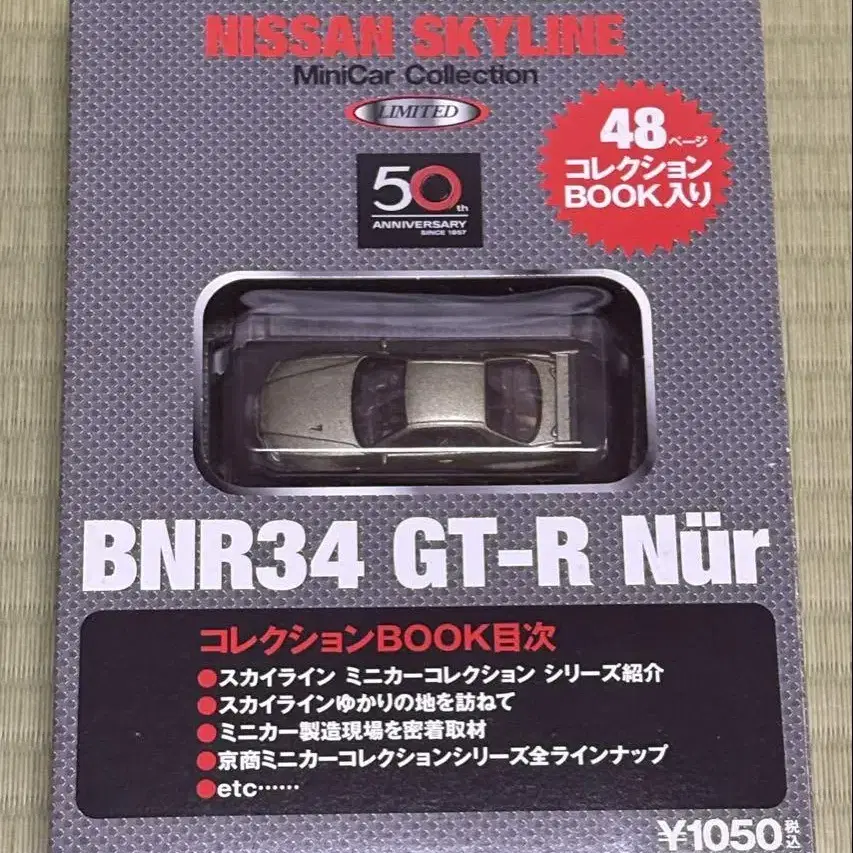 NISSAN SKYLINE
MiniCar Collection
LIMITED
50th
ANNIVERSARY
SINCE 1957
48ページ
コレクション
BOOK入り
BNR34 GT-R Nür
コレクションBOOK目次
●スカイライン ミニカーコレクション シリーズ紹介
●スカイラインゆかりの地を訪ねて
●ミニカー製造現場を密着取材
●京商ミニカーコレクションシリーズ全ラインナップ
●etc……
¥1050税込